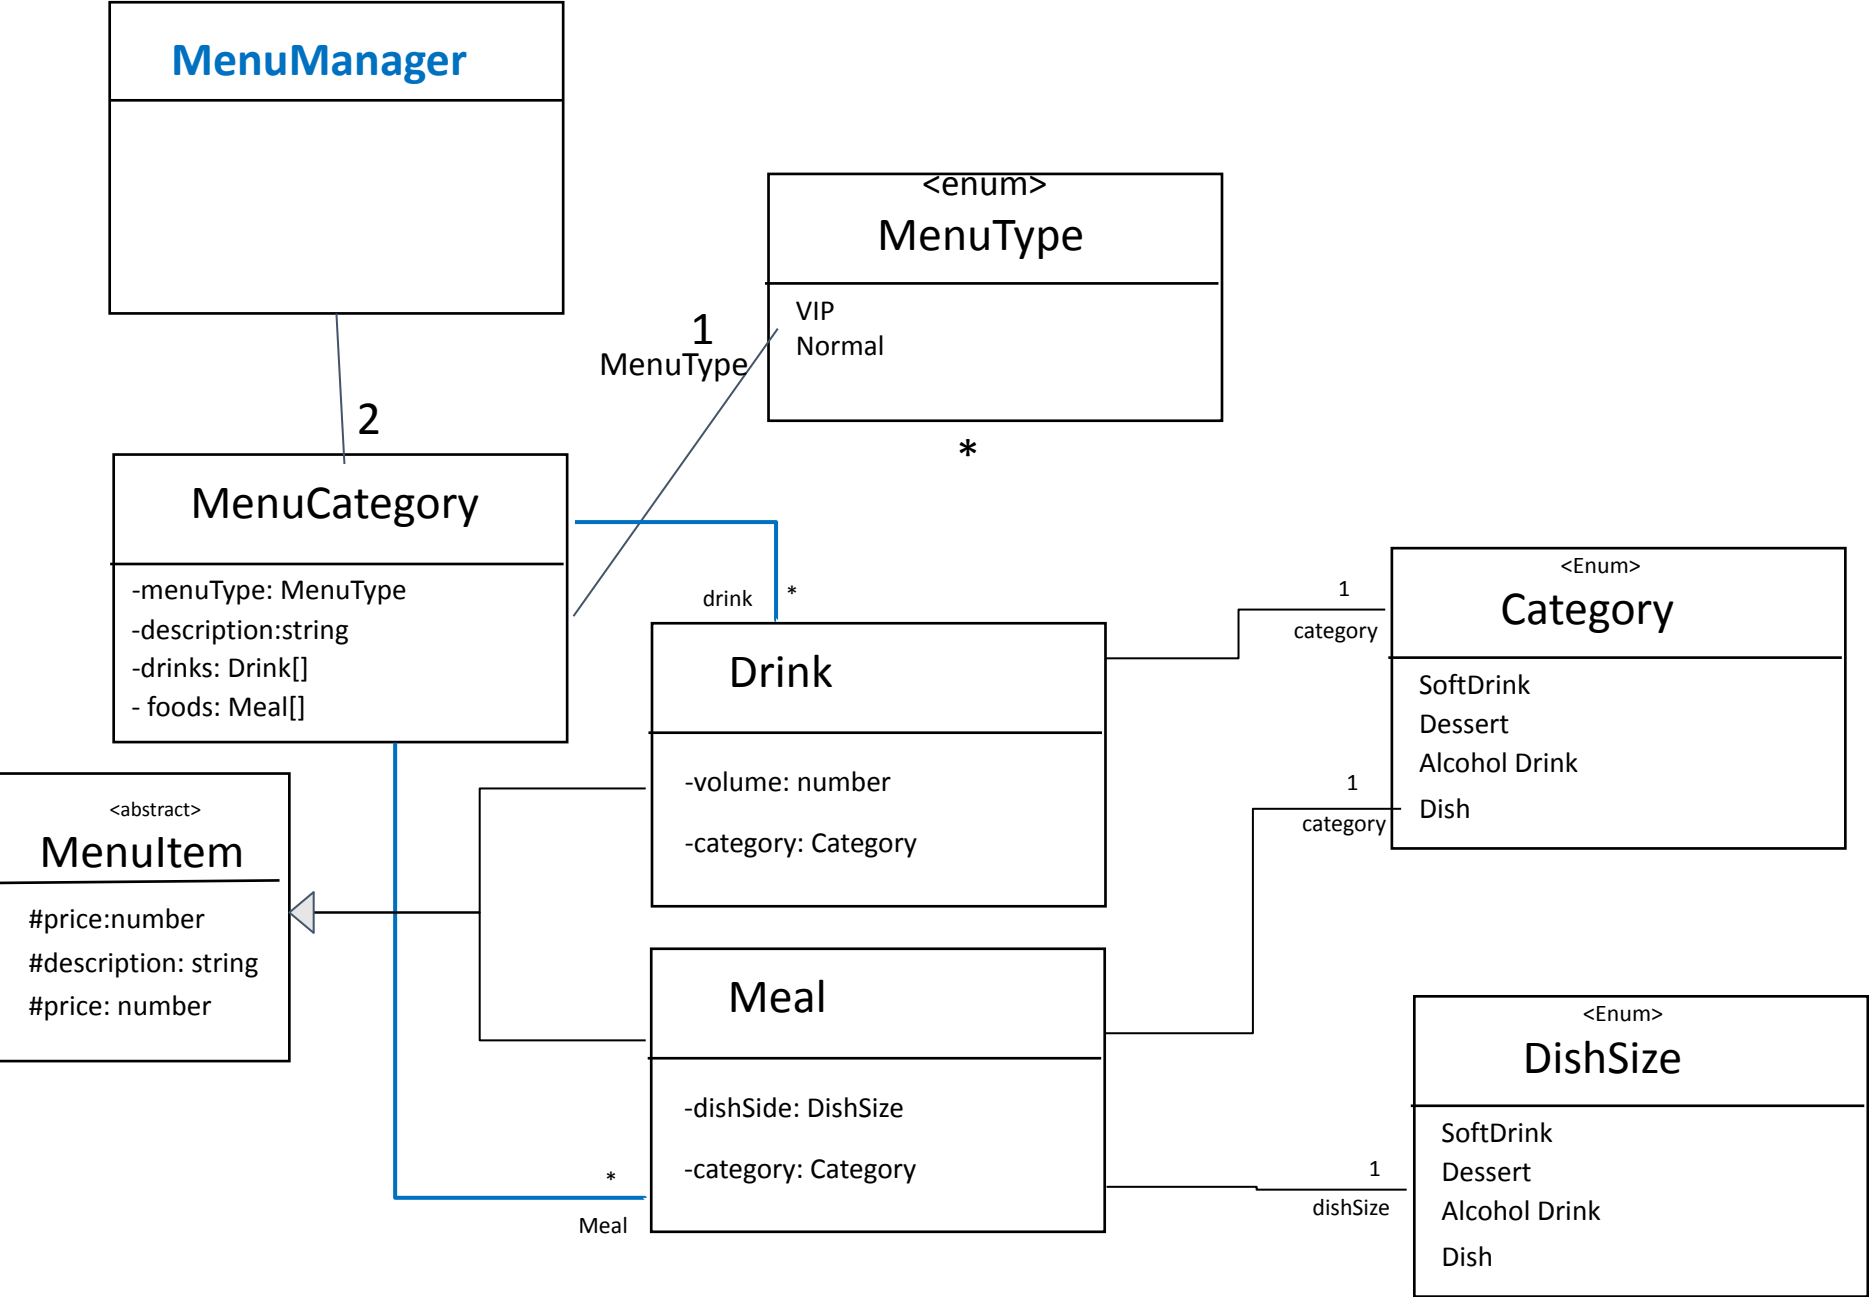 MenuManager
<enum>
MenuType
VIP
Normal
1
MenuType
2
*
MenuCategory
-menuType: MenuType
-description:string
-drinks: Drink[]
- foods: Meal[]
drink
*
Drink
-volume: number
-category: Category
1
category
<Enum>
Category
SoftDrink
Dessert
Alcohol Drink
Dish
1
category
<abstract>
MenuItem
#price:number
#description: string
#price: number
Meal
-dishSide: DishSize
-category: Category
*
Meal
1
dishSize
<Enum>
DishSize
SoftDrink
Dessert
Alcohol Drink
Dish